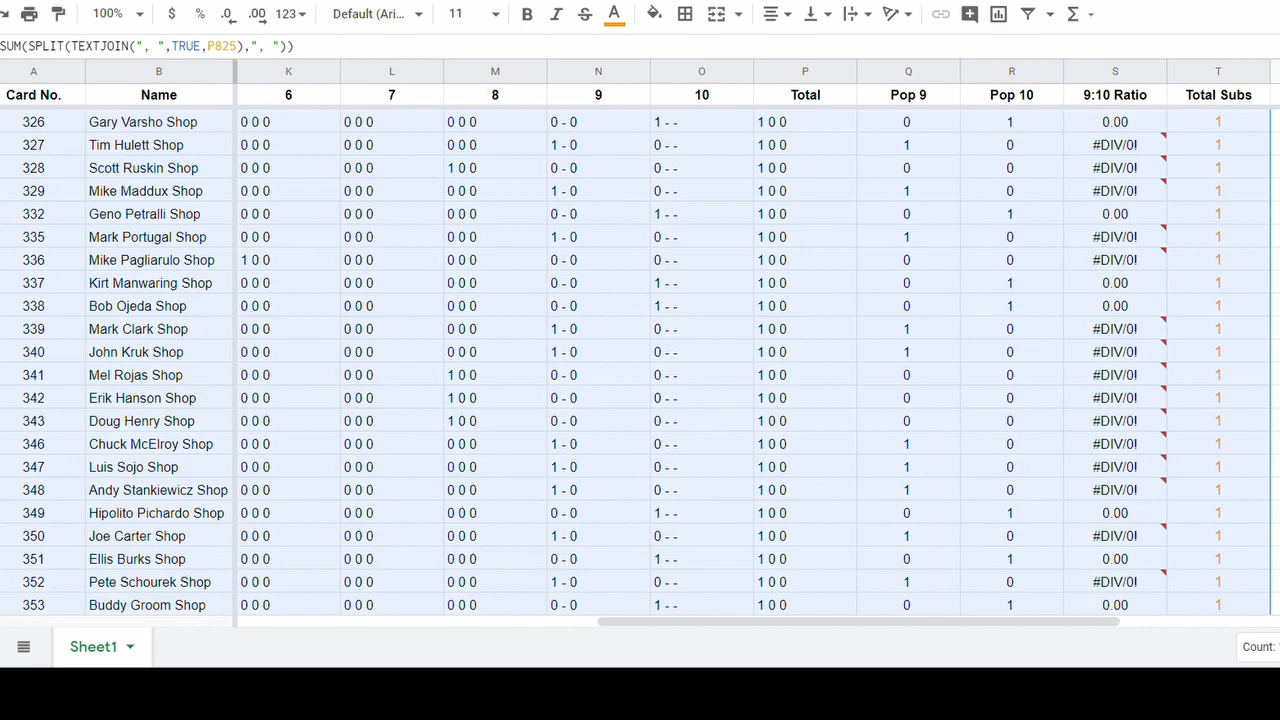 100% $ % .0 .00 123 Default (Ari... 11 B I S A Σ
SUM(SPLIT(TEXTJOIN(", ",TRUE,P825),", "))
A B K L M N O P Q R S T
Card No. Name 6 7 8 9 10 Total Pop 9 Pop 10 9:10 Ratio Total Subs
326 Gary Varsho Shop 0 0 0 0 0 0 0 0 0 0 - 0 1 - - 1 0 0 0 1 0.00 1
327 Tim Hulett Shop 0 0 0 0 0 0 0 0 0 1 - 0 0 - - 1 0 0 1 0 #DIV/0! 1
328 Scott Ruskin Shop 0 0 0 0 0 0 1 0 0 0 - 0 0 - - 1 0 0 0 0 #DIV/0! 1
329 Mike Maddux Shop 0 0 0 0 0 0 0 0 0 1 - 0 0 - - 1 0 0 1 0 #DIV/0! 1
332 Geno Petralli Shop 0 0 0 0 0 0 0 0 0 0 - 0 1 - - 1 0 0 0 1 0.00 1
335 Mark Portugal Shop 0 0 0 0 0 0 0 0 0 1 - 0 0 - - 1 0 0 1 0 #DIV/0! 1
336 Mike Pagliarulo Shop 1 0 0 0 0 0 0 0 0 0 - 0 0 - - 1 0 0 0 0 #DIV/0! 1
337 Kirt Manwaring Shop 0 0 0 0 0 0 0 0 0 0 - 0 1 - - 1 0 0 0 1 0.00 1
338 Bob Ojeda Shop 0 0 0 0 0 0 0 0 0 0 - 0 1 - - 1 0 0 0 1 0.00 1
339 Mark Clark Shop 0 0 0 0 0 0 0 0 0 1 - 0 0 - - 1 0 0 1 0 #DIV/0! 1
340 John Kruk Shop 0 0 0 0 0 0 0 0 0 1 - 0 0 - - 1 0 0 1 0 #DIV/0! 1
341 Mel Rojas Shop 0 0 0 0 0 0 1 0 0 0 - 0 0 - - 1 0 0 0 0 #DIV/0! 1
342 Erik Hanson Shop 0 0 0 0 0 0 1 0 0 0 - 0 0 - - 1 0 0 0 0 #DIV/0! 1
343 Doug Henry Shop 0 0 0 0 0 0 1 0 0 0 - 0 0 - - 1 0 0 0 0 #DIV/0! 1
346 Chuck McElroy Shop 0 0 0 0 0 0 0 0 0 1 - 0 0 - - 1 0 0 1 0 #DIV/0! 1
347 Luis Sojo Shop 0 0 0 0 0 0 0 0 0 1 - 0 0 - - 1 0 0 1 0 #DIV/0! 1
348 Andy Stankiewicz Shop 0 0 0 0 0 0 0 0 0 1 - 0 0 - - 1 0 0 1 0 #DIV/0! 1
349 Hipolito Pichardo Shop 0 0 0 0 0 0 0 0 0 0 - 0 1 - - 1 0 0 0 1 0.00 1
350 Joe Carter Shop 0 0 0 0 0 0 0 0 0 1 - 0 0 - - 1 0 0 1 0 #DIV/0! 1
351 Ellis Burks Shop 0 0 0 0 0 0 0 0 0 0 - 0 1 - - 1 0 0 0 1 0.00 1
352 Pete Schourek Shop 0 0 0 0 0 0 0 0 0 1 - 0 0 - - 1 0 0 1 0 #DIV/0! 1
353 Buddy Groom Shop 0 0 0 0 0 0 0 0 0 0 - 0 1 - - 1 0 0 0 1 0.00 1
Sheet1 Count: